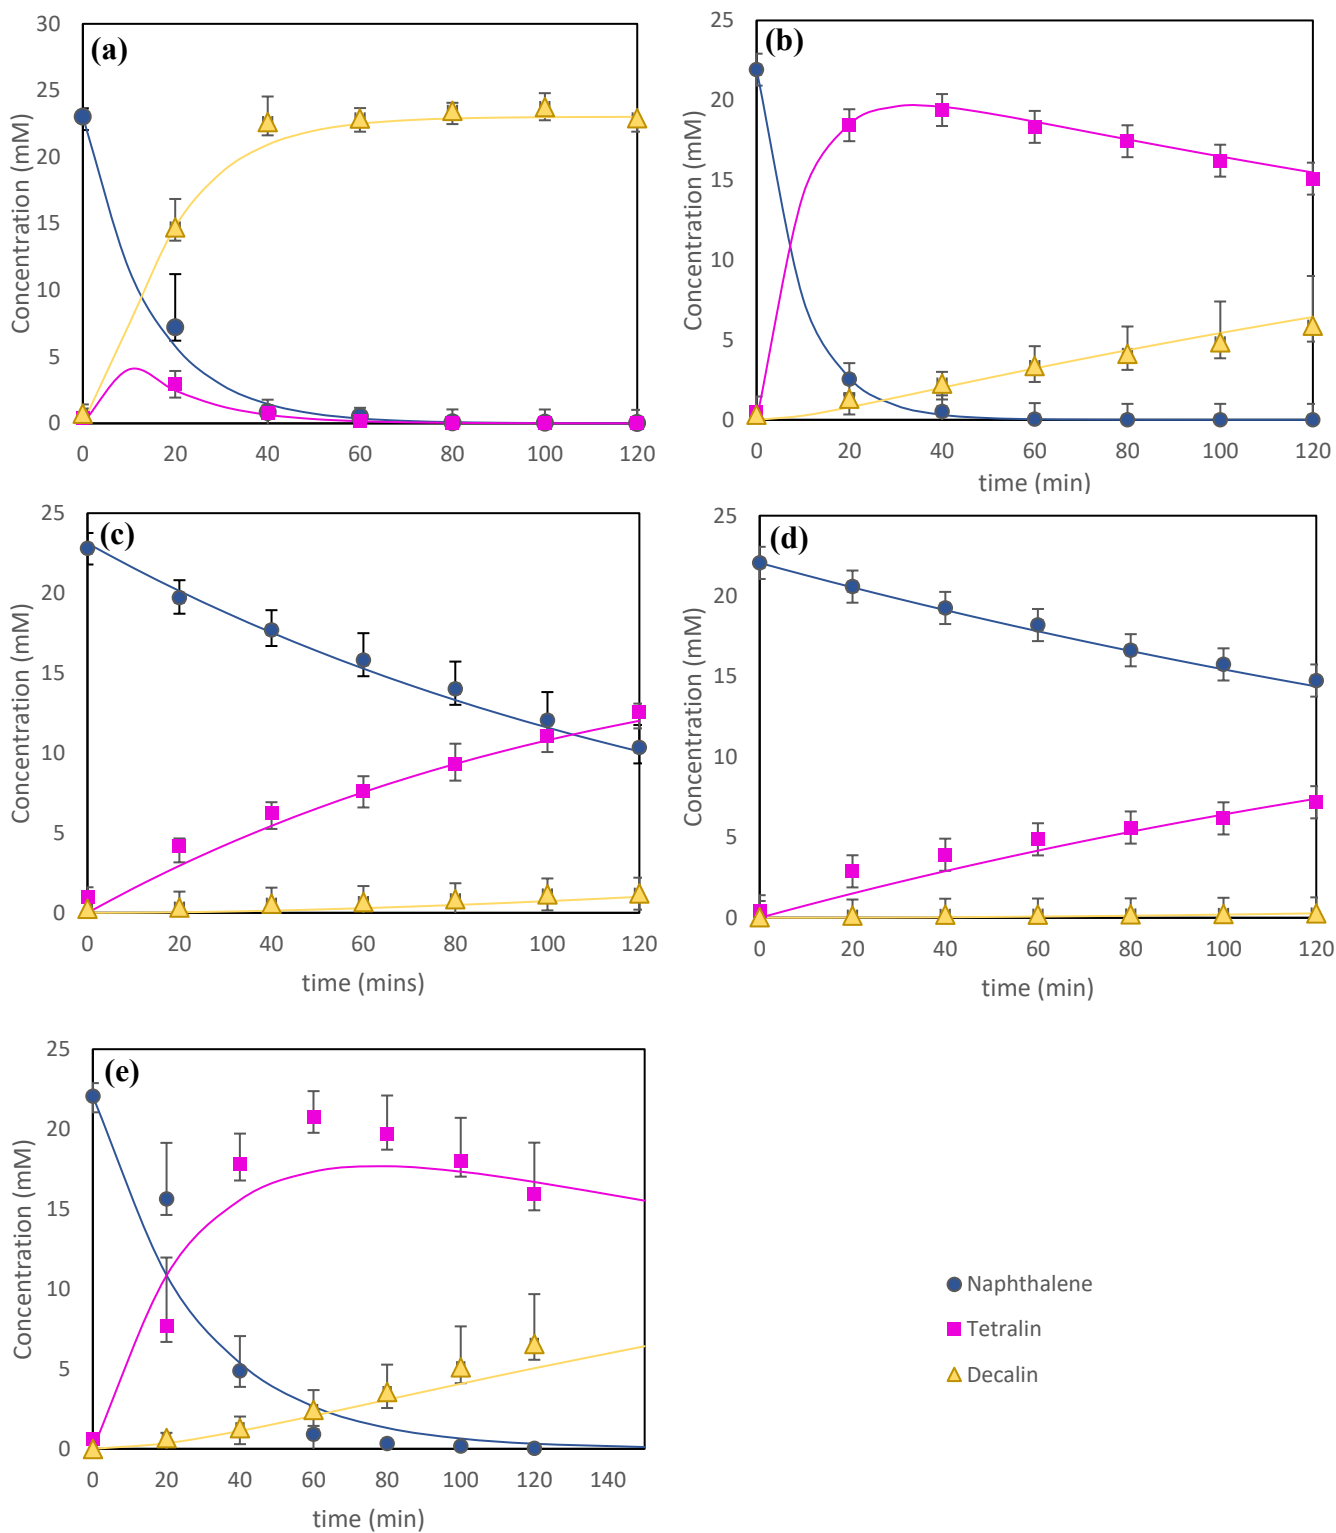 (a)
Concentration (mM)
30
25
20
15
10
5
0
0 20 40 60 80 100 120
(b)
Concentration (mM)
25
20
15
10
5
0
0 20 40 60 80 100 120
time (min)
(c)
Concentration (mM)
25
20
15
10
5
0
0 20 40 60 80 100 120
time (mins)
(d)
Concentration (mM)
25
20
15
10
5
0
0 20 40 60 80 100 120
time (min)
(e)
Concentration (mM)
25
20
15
10
5
0
0 20 40 60 80 100 120 140
time (min)
Naphthalene
Tetralin
Decalin